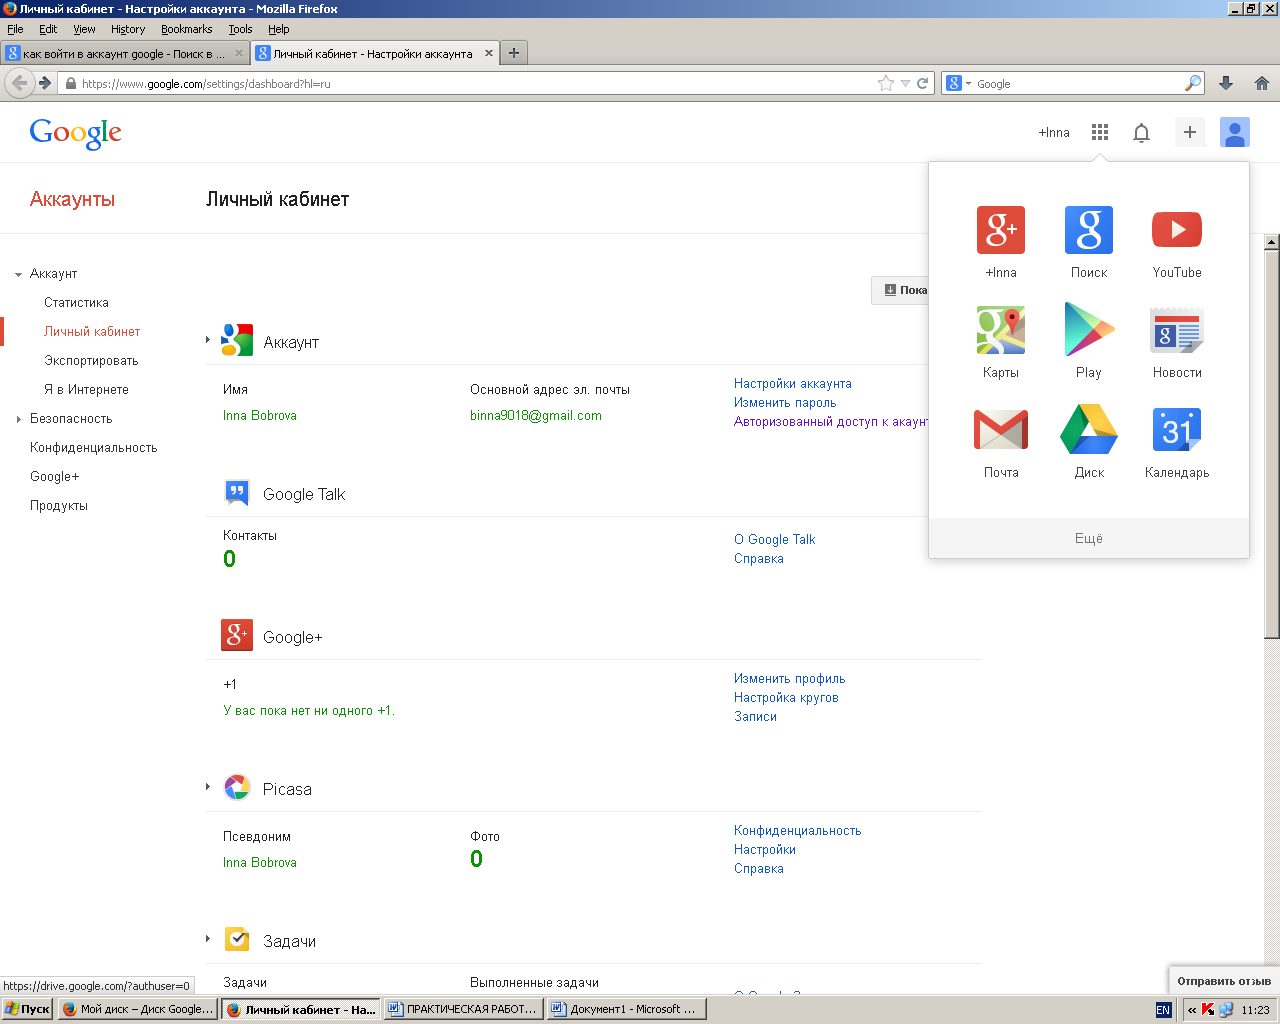 Личный кабинет - Настройки аккаунта - Mozilla Firefox
File Edit View History Bookmarks Tools Help
как войти в аккаунт google - Поиск в ...
Личный кабинет - Настройки аккаунта
https://www.google.com/settings/dashboard?hl=ru
Google
Google
+Inna
Аккаунты
Личный кабинет
Аккаунт
Статистика
Личный кабинет
Экспортировать
Я в Интернете
Безопасность
Конфиденциальность
Google+
Продукты
Пока
Аккаунт
Имя
Основной адрес эл. почты
Inna Bobrova
binna9018@gmail.com
Настройки аккаунта
Изменить пароль
Авторизованный доступ к акаунт
Google Talk
Контакты
0
О Google Talk
Справка
Google+
+1
У вас пока нет ни одного +1.
Изменить профиль
Настройка кругов
Записи
Picasa
Псевдоним
Фото
Inna Bobrova
0
Конфиденциальность
Настройки
Справка
Задачи
Задачи
Выполненные задачи
+Inna
Поиск
YouTube
Карты
Play
Новости
31
Почта
Диск
Календарь
Ещё
https://drive.google.com/?authuser=0
Отправить отзыв
Пуск
Мой диск – Диск Google...
Личный кабинет - На...
ПРАКТИЧЕСКАЯ РАБОТ...
Документ1 - Microsoft ...
EN
«
11:23